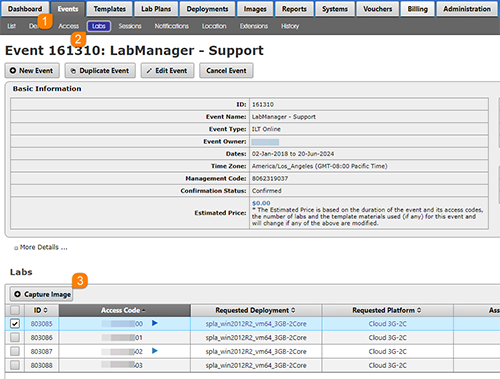 Dashboard Events Templates Lab Plans Deployments Images Reports Systems Vouchers Billing Administration
1
List Access Labs Sessions Notifications Location Extensions History
2
Event 161310: LabManager - Support
New Event Duplicate Event Edit Event Cancel Event
Basic Information
ID: 161310
Event Name: LabManager - Support
Event Type: ILT Online
Event Owner:
Dates: 02-Jan-2018 to 20-Jun-2024
Time Zone: America/Los_Angeles (GMT-08:00 Pacific Time)
Management Code: 8062319037
Confirmation Status: Confirmed
Estimated Price: $0.00
* The Estimated Price is based on the duration of the event and its access codes,
the number of labs and the template materials used (if any) for this event and
will change if any of the above are modified.
More Details ...
Labs
3
Capture Image
ID Access Code Requested Deployment Requested Platform
803085 00 spla_win2012R2_vm64_3GB-2Core Cloud 3G-2C
803086 01 spla_win2012R2_vm64_3GB-2Core Cloud 3G-2C
803087 02 spla_win2012R2_vm64_3GB-2Core Cloud 3G-2C
803088 03 spla_win2012R2_vm64_3GB-2Core Cloud 3G-2C